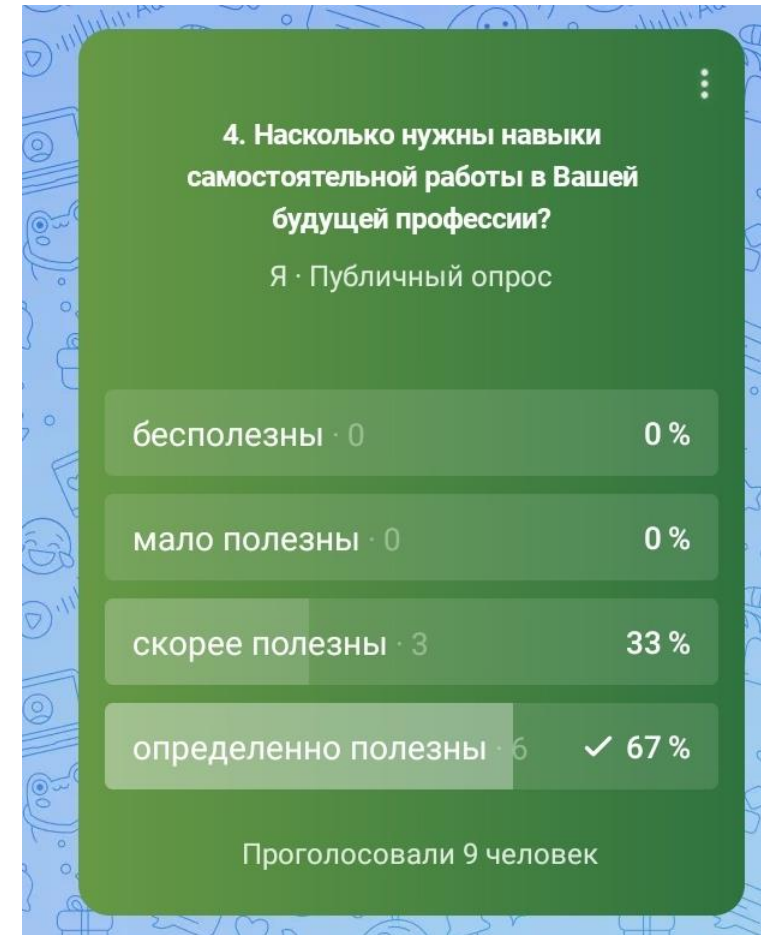 4. Насколько нужны навыки
самостоятельной работы в Вашей
будущей профессии?
Я · Публичный опрос
бесполезны · 0 0 %
мало полезны · 0 0 %
скорее полезны · 3 33 %
определенно полезны · 6 ✓ 67 %
Проголосовали 9 человек